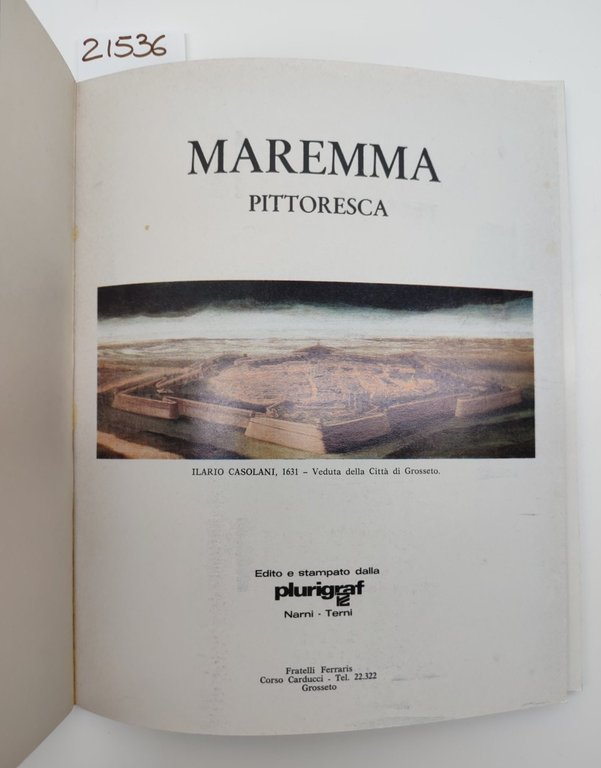 21536
MAREMMA
PITTORESCA
ILARIO CASOLANI, 1631 – Veduta della Città di Grosseto.
Edito e stampato dalla
plurigraf
Narni - Terni
Fratelli Ferraris
Corso Carducci - Tel. 22.322
Grosseto